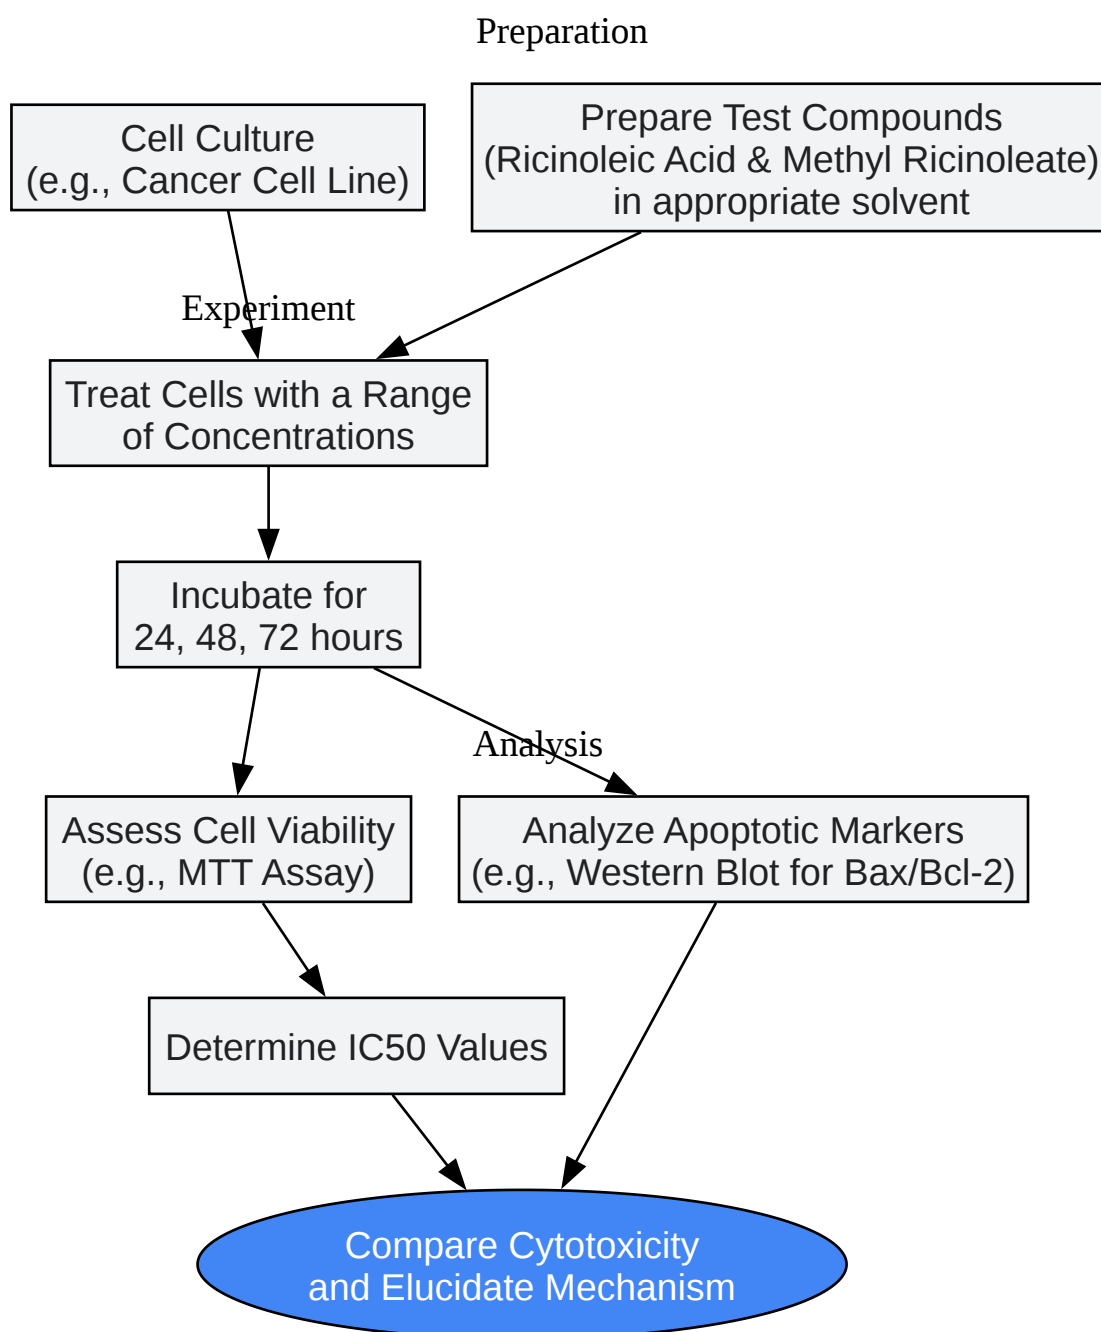 Preparation
Cell Culture
(e.g., Cancer Cell Line)
Prepare Test Compounds
(Ricinoleic Acid & Methyl Ricinoleate)
in appropriate solvent
Experiment
Treat Cells with a Range
of Concentrations
Incubate for
24, 48, 72 hours
Analysis
Assess Cell Viability
(e.g., MTT Assay)
Analyze Apoptotic Markers
(e.g., Western Blot for Bax/Bcl-2)
Determine IC50 Values
Compare Cytotoxicity
and Elucidate Mechanism